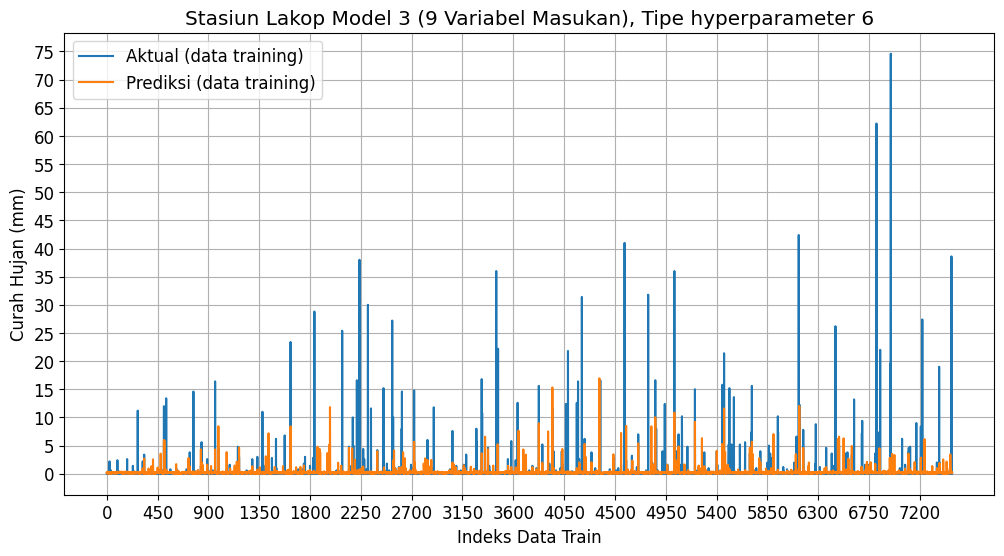 Stasiun Lakop Model 3 (9 Variabel Masukan), Tipe hyperparameter 6
Aktual (data training)
Prediksi (data training)
Curah Hujan (mm)
75
70
65
60
55
50
45
40
35
30
25
20
15
10
5
0
0 450 900 1350 1800 2250 2700 3150 3600 4050 4500 4950 5400 5850 6300 6750 7200
Indeks Data Train